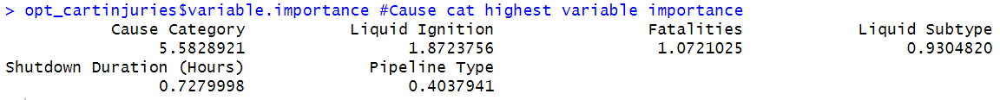 > opt_cartinjuries$variable.importance #Cause cat highest variable importance
Cause Category Liquid Ignition Fatalities Liquid Subtype
5.5828921 1.8723756 1.0721025 0.9304820
Shutdown Duration (Hours) Pipeline Type
0.7279998 0.4037941